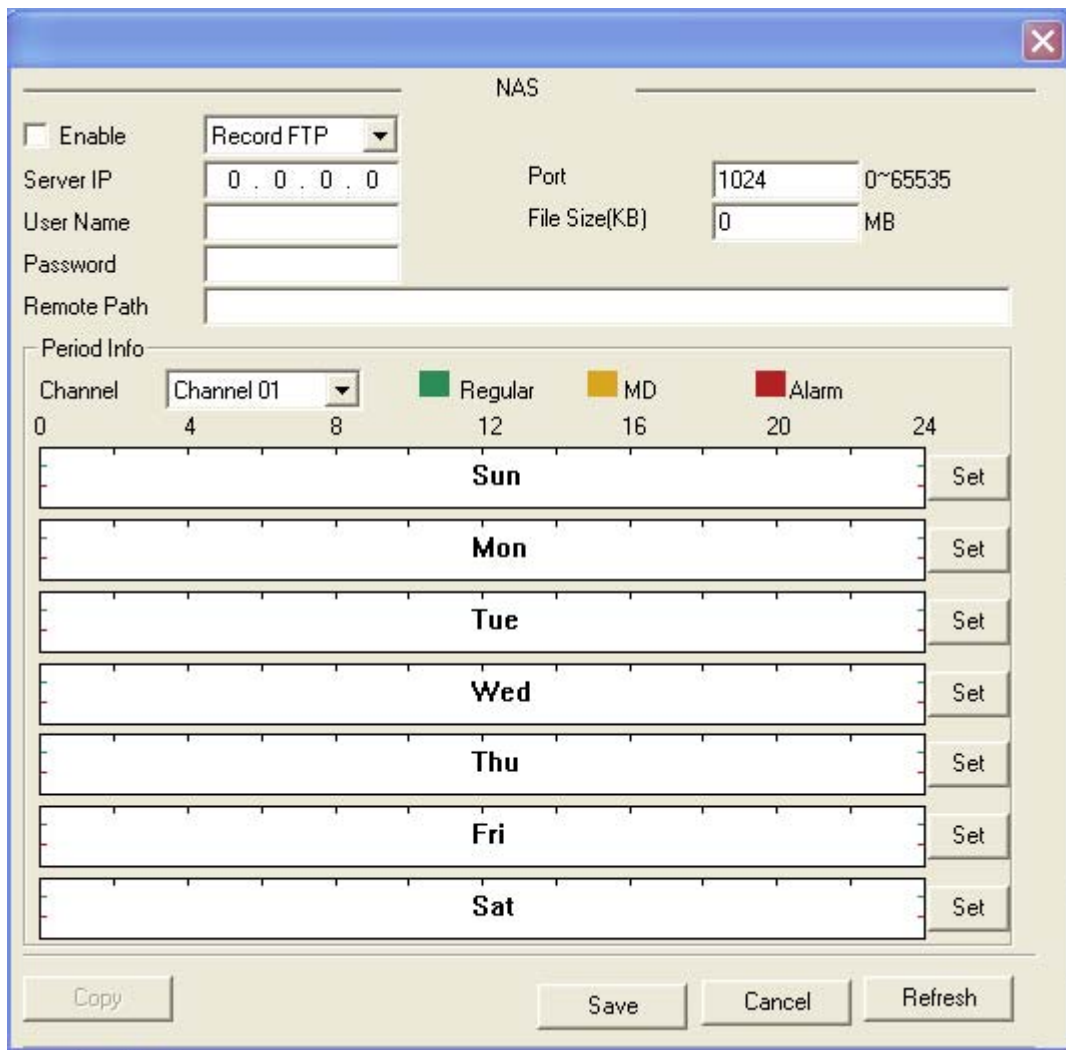 NAS
Enable Record FTP
Server IP 0 . 0 . 0 . 0 Port 1024 0~65535
User Name File Size(KB) 0 MB
Password
Remote Path
Period Info
Channel Channel 01 Regular MD Alarm
0 4 8 12 16 20 24
Sun Set
Mon Set
Tue Set
Wed Set
Thu Set
Fri Set
Sat Set
Copy Save Cancel Refresh